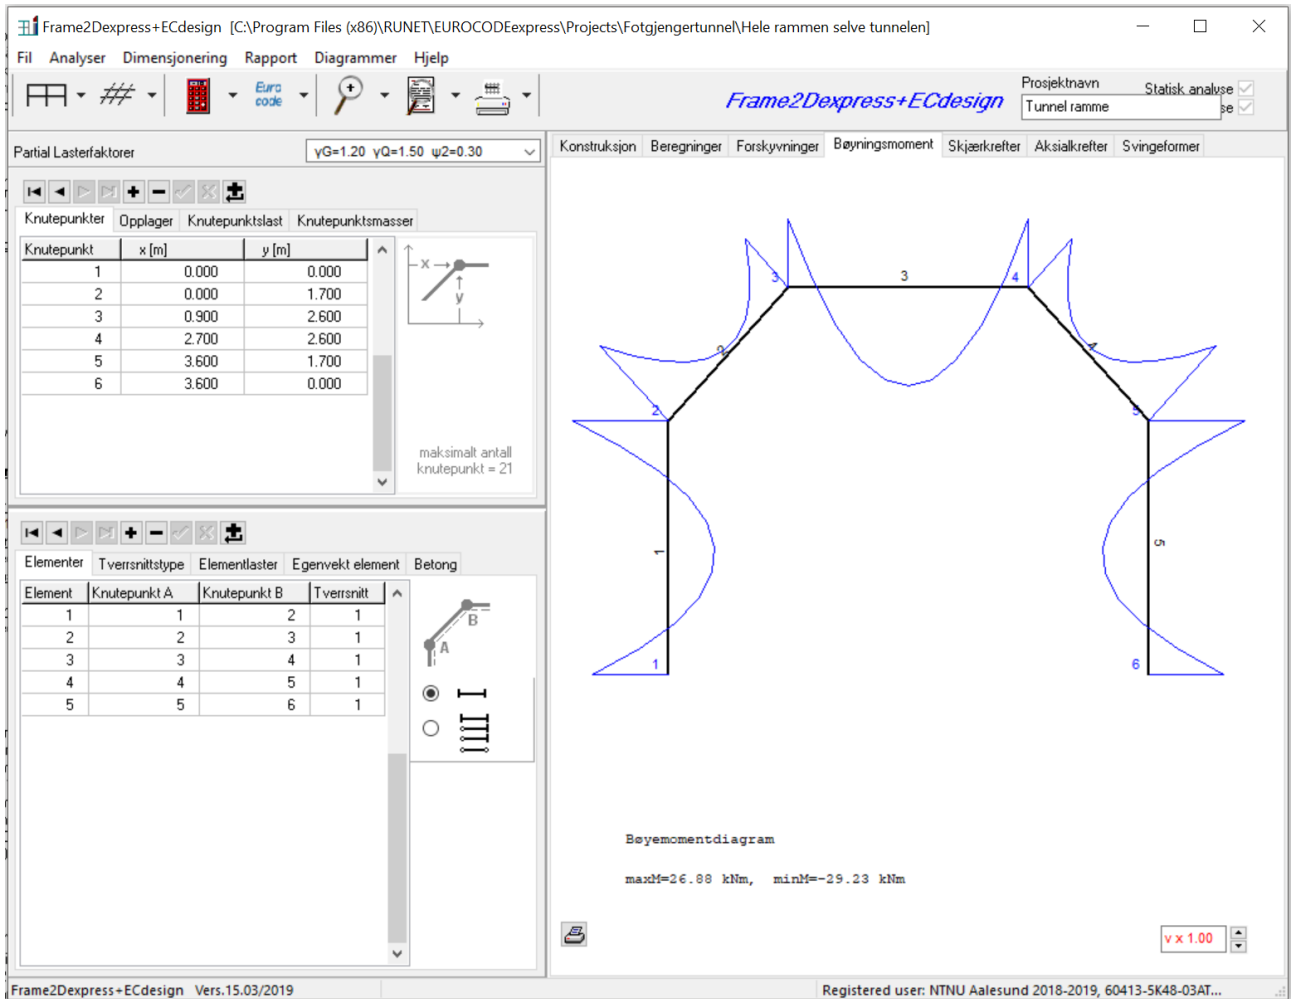 Frame2Dexpress+ECdesign [C:\Program Files (x86)\RUNET\EUROCODEexpress\Projects\Fotgjengertunnel\Hele rammen selve tunnelen]
Fil Analyser Dimensjonering Rapport Diagrammer Hjelp
Euro
code
Frame2Dexpress+ECdesign
Prosjektnavn
Statisk analyse
Tunnel ramme
se
Partial Lasterfaktorer
γG=1.20 γQ=1.50 ψ2=0.30
Knutepunkter Opplager Knutepunktslast Knutepunktsmasser
Knutepunkt x [m] y [m]
1 0.000 0.000
2 0.000 1.700
3 0.900 2.600
4 2.700 2.600
5 3.600 1.700
6 3.600 0.000
x
y
maksimalt antall
knutepunkt = 21
Elementer Tverrsnittstype Elementlaster Egenvekt element Betong
Element Knutepunkt A Knutepunkt B Tverrsnitt
1 1 2 1
2 2 3 1
3 3 4 1
4 4 5 1
5 5 6 1
B
A
Konstruksjon Beregninger Forskyvninger Bøyningsmoment Skjærkrefter Aksialkrefter Svingeformer
3 3 4
2 4
2 5
1 5
1 6
Bøyemomentdiagram
maxM=26.88 kNm, minM=-29.23 kNm
v x 1.00
Frame2Dexpress+ECdesign Vers.15.03/2019
Registered user: NTNU Aalesund 2018-2019, 60413-5K48-03AT...